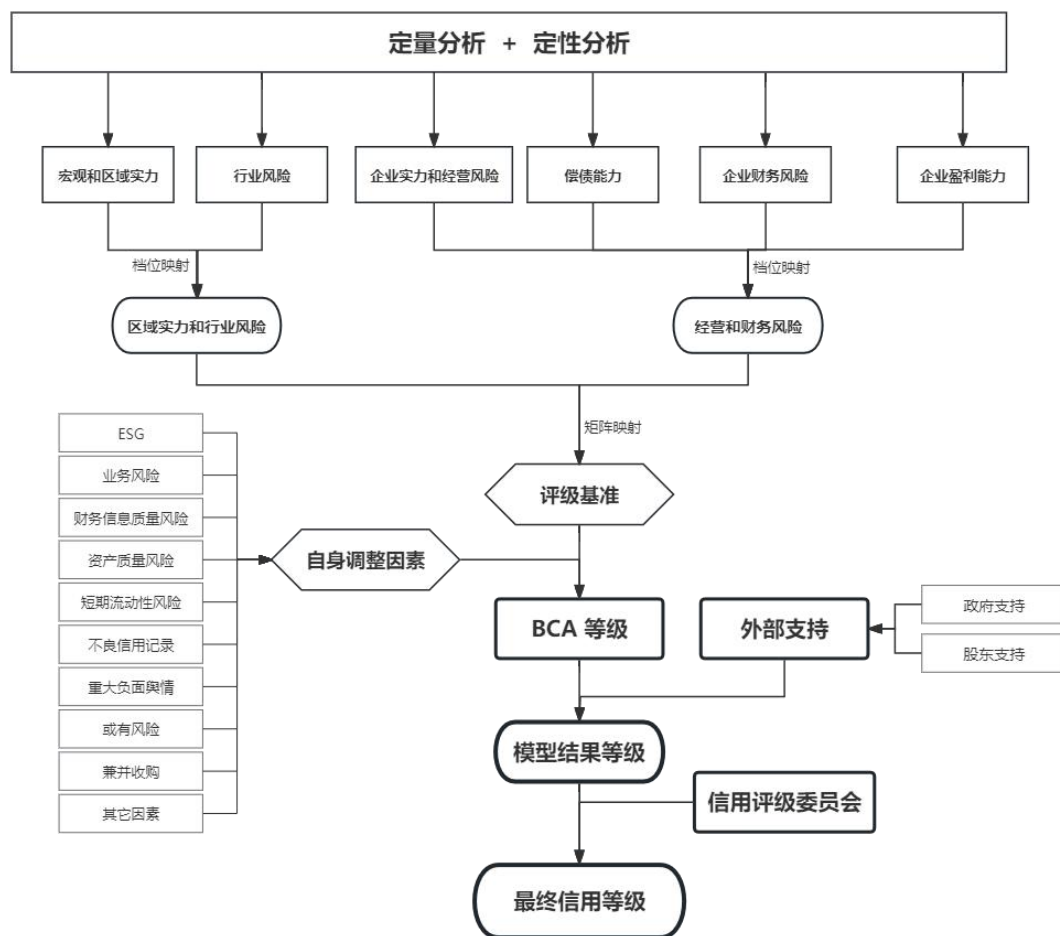 定量分析 + 定性分析
宏观和区域实力
行业风险
企业实力和经营风险
偿债能力
企业财务风险
企业盈利能力
档位映射
档位映射
区域实力和行业风险
经营和财务风险
矩阵映射
ESG
业务风险
财务信息质量风险
资产质量风险
短期流动性风险
不良信用记录
重大负面舆情
或有风险
兼并收购
其它因素
自身调整因素
评级基准
BCA 等级
外部支持
政府支持
股东支持
模型结果等级
信用评级委员会
最终信用等级